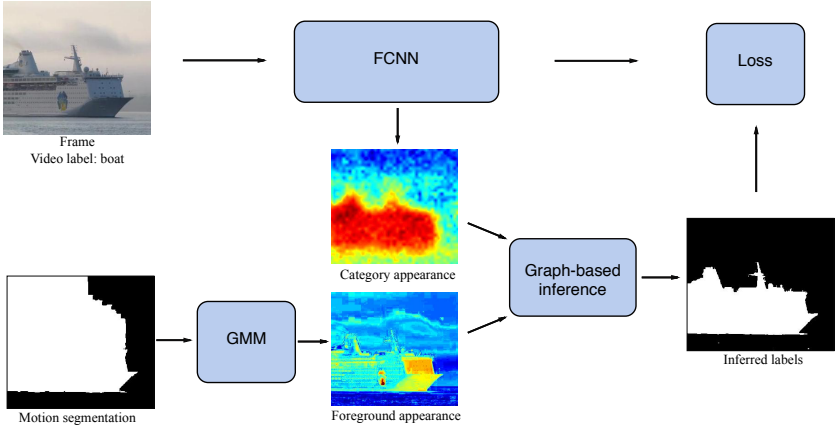 FCNN
Loss
Frame
Video label: boat
Category appearance
Graph-based
inference
GMM
Inferred labels
Motion segmentation
Foreground appearance